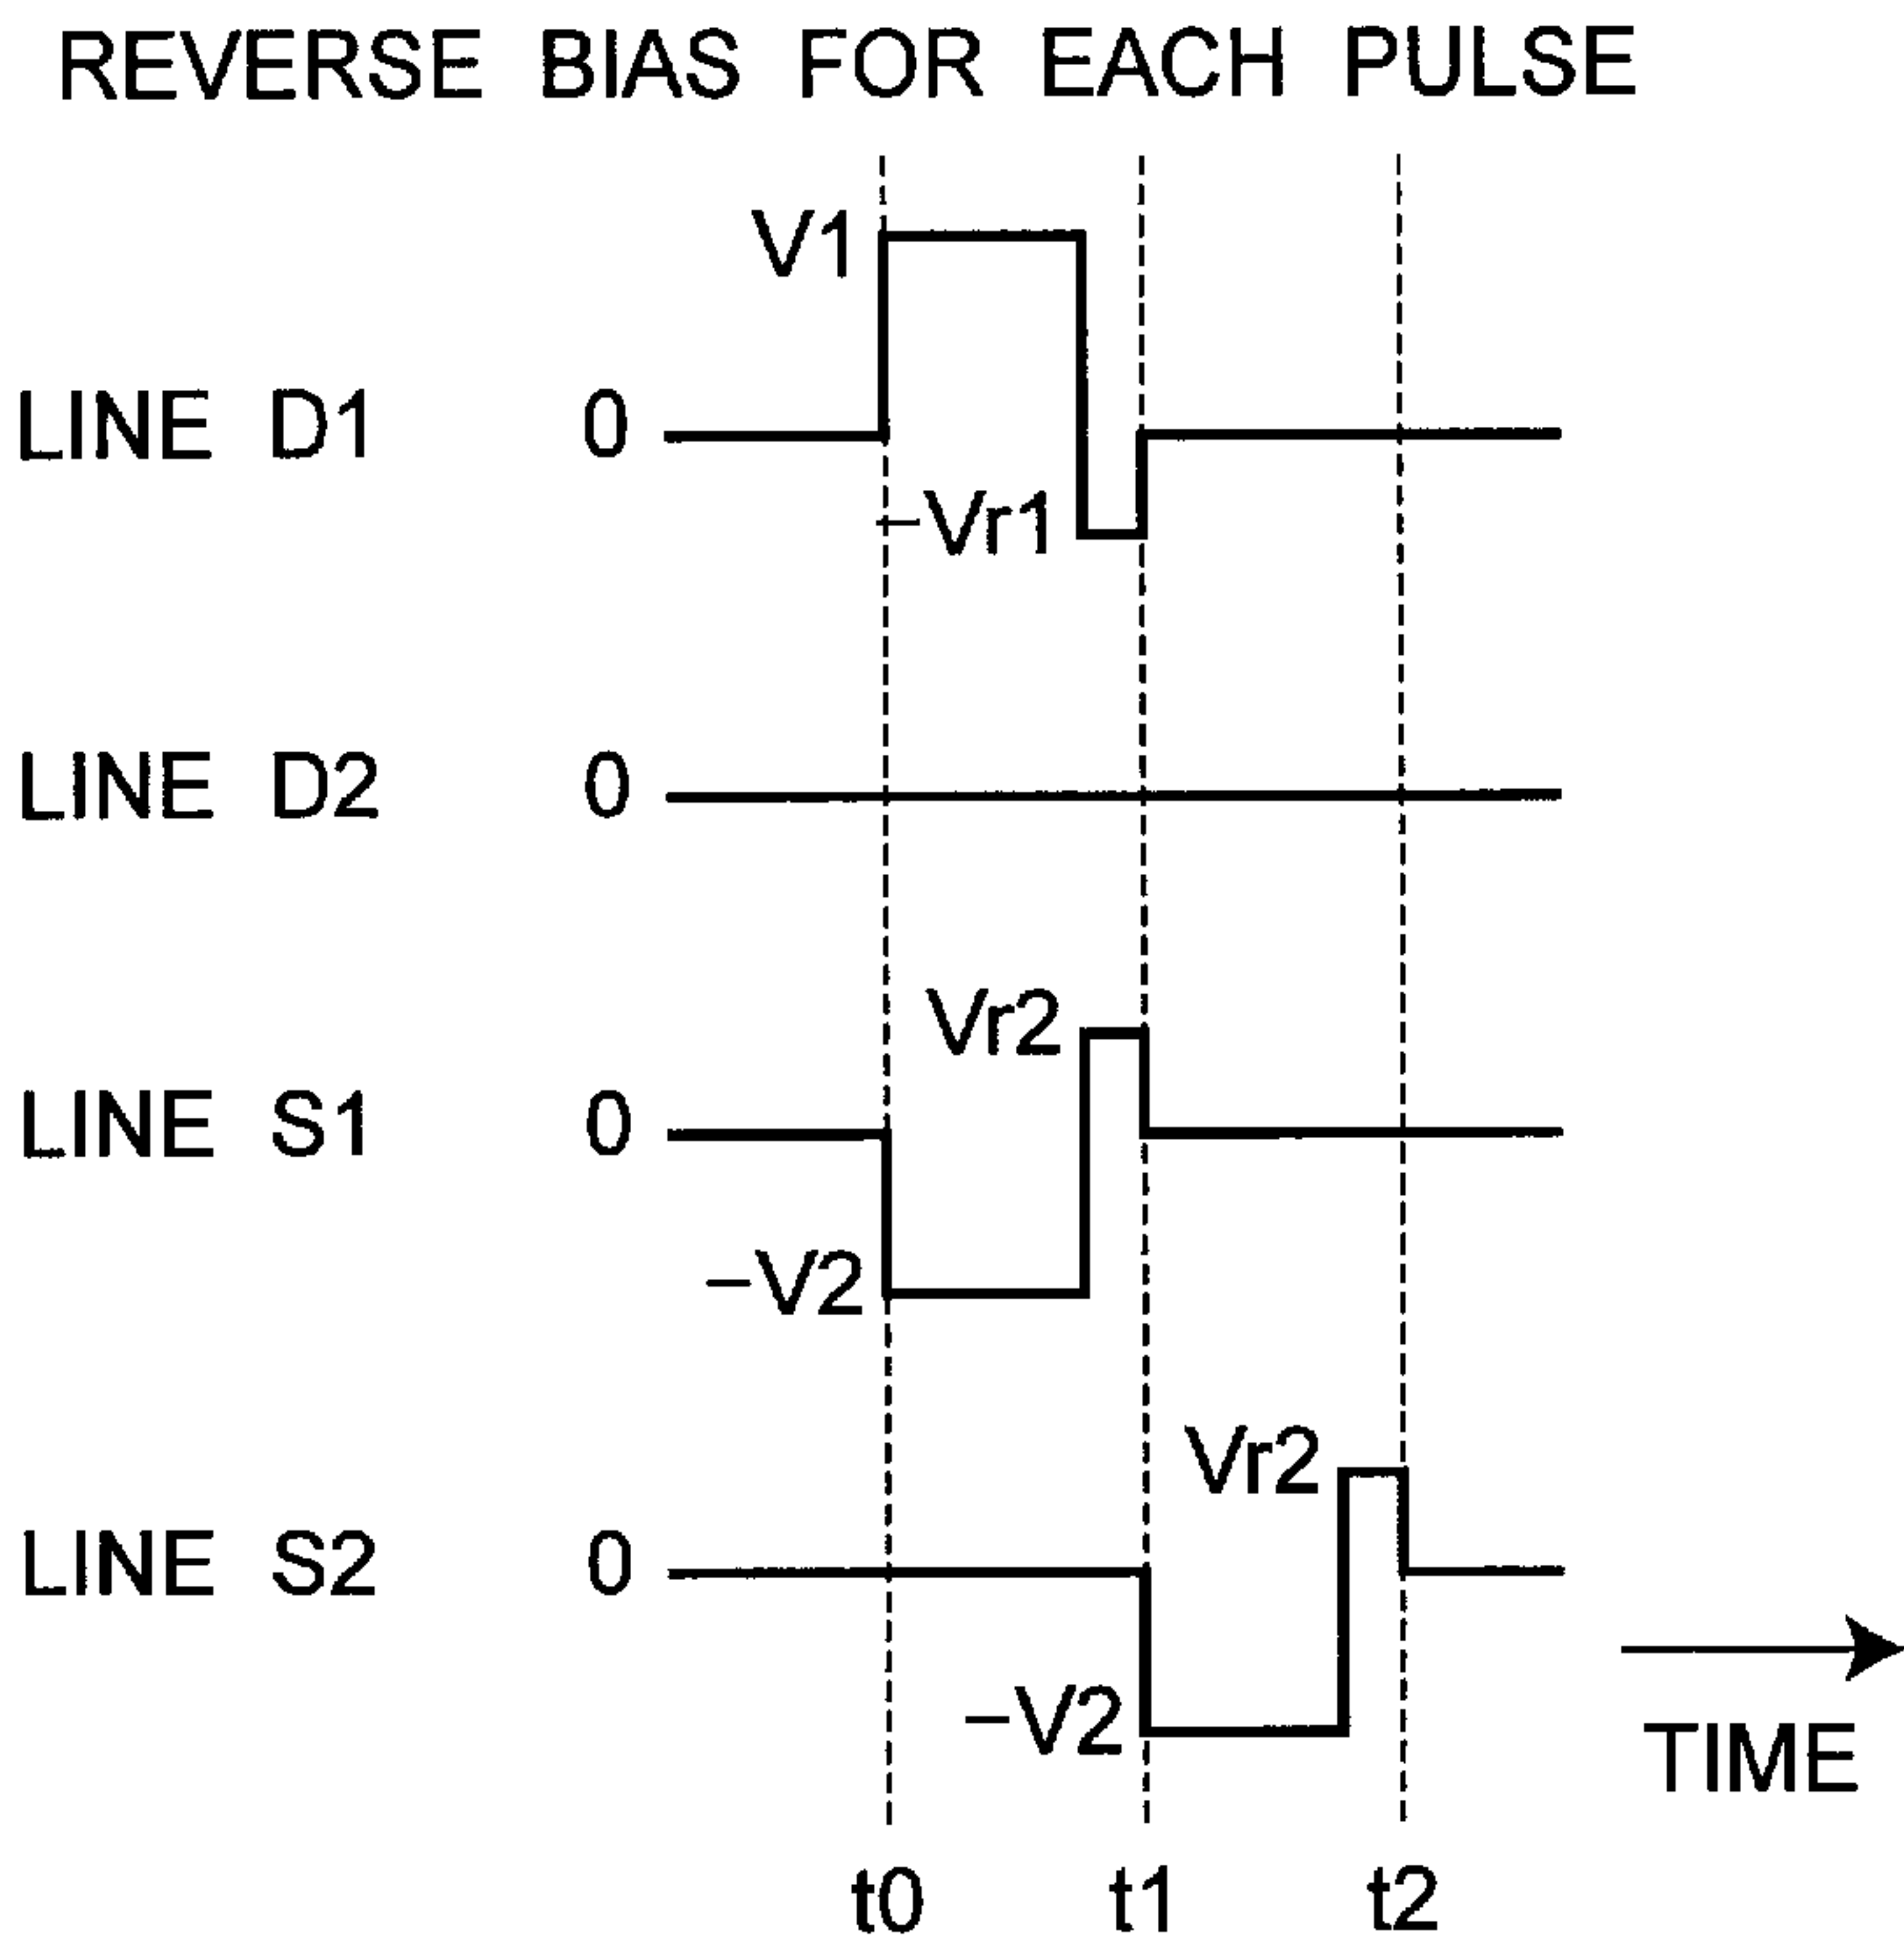 REVERSE BIAS FOR EACH PULSE
V1
LINE D1 0
−Vr1
LINE D2 0
Vr2
LINE S1 0
−V2
Vr2
LINE S2 0
−V2
TIME
t0 t1 t2